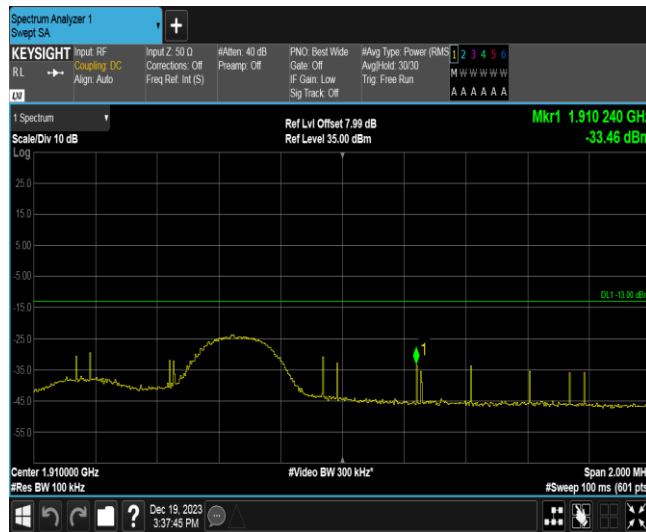 Spectrum Analyzer 1
Swept SA
+
KEYSIGHT Input: RF Input Z: 50 Ω #Atten: 40 dB PNO: Best Wide #Avg Type: Power (RMS 1 2 3 4 5 6
RL Coupling: DC Corrections: Off Preamp: Off Gate: Off Avg|Hold: 30/30 M W W W W W
Align: Auto Freq Ref: Int (S) IF Gain: Low Trig: Free Run
LXI Sig Track: Off A A A A A A
1 Spectrum Ref Lvl Offset 7.99 dB Mkr1 1.910 240 GHz
Scale/Div 10 dB Ref Level 35.00 dBm -33.46 dBm
Log
25.0
15.0
5.00
-5.00
DL1 -13.00 dBm
-15.0
-25.0
1
-35.0
-45.0
-55.0
Center 1.910000 GHz #Video BW 300 kHz* Span 2.000 MH
#Res BW 100 kHz #Sweep 100 ms (601 pts
? Dec 19, 2023
3:37:45 PM